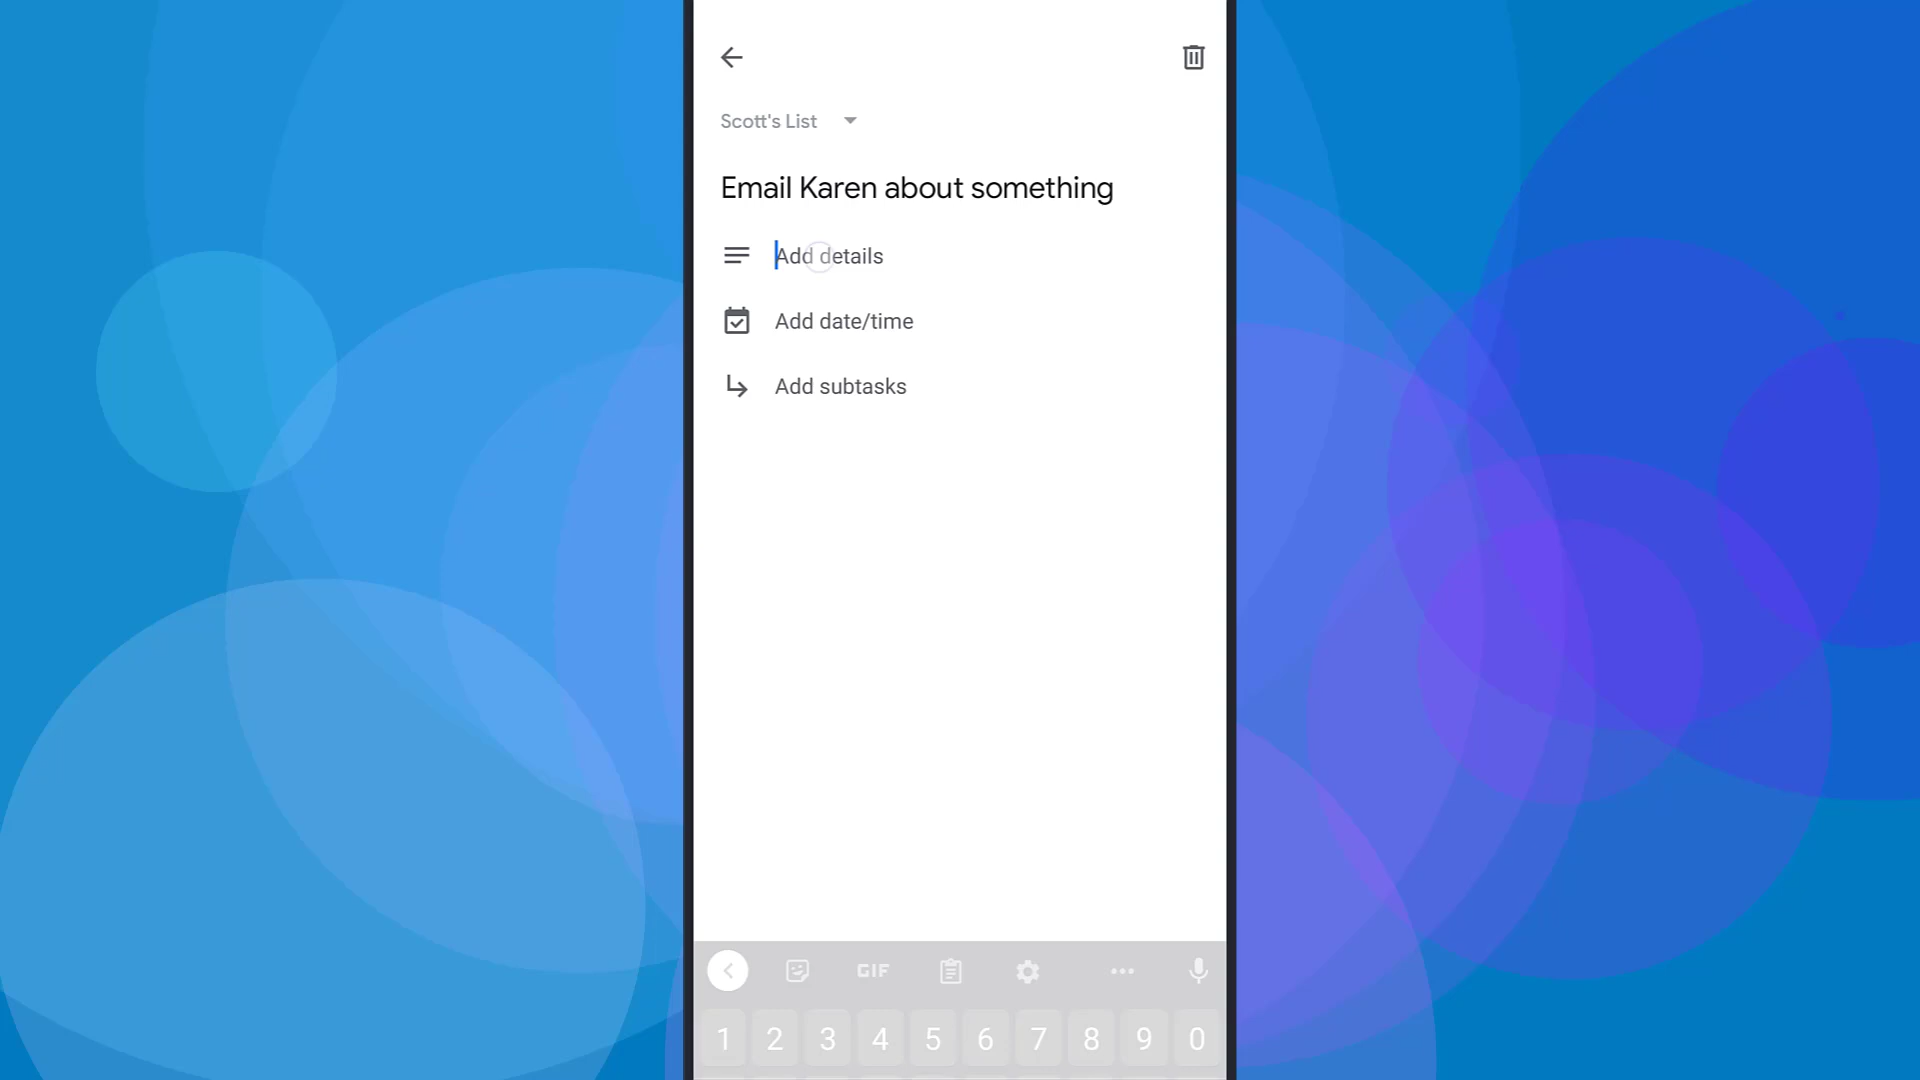 Scott's List
Email Karen about something
Add details
Add date/time
Add subtasks
GIF
1 2 3 4 5 6 7 8 9 0